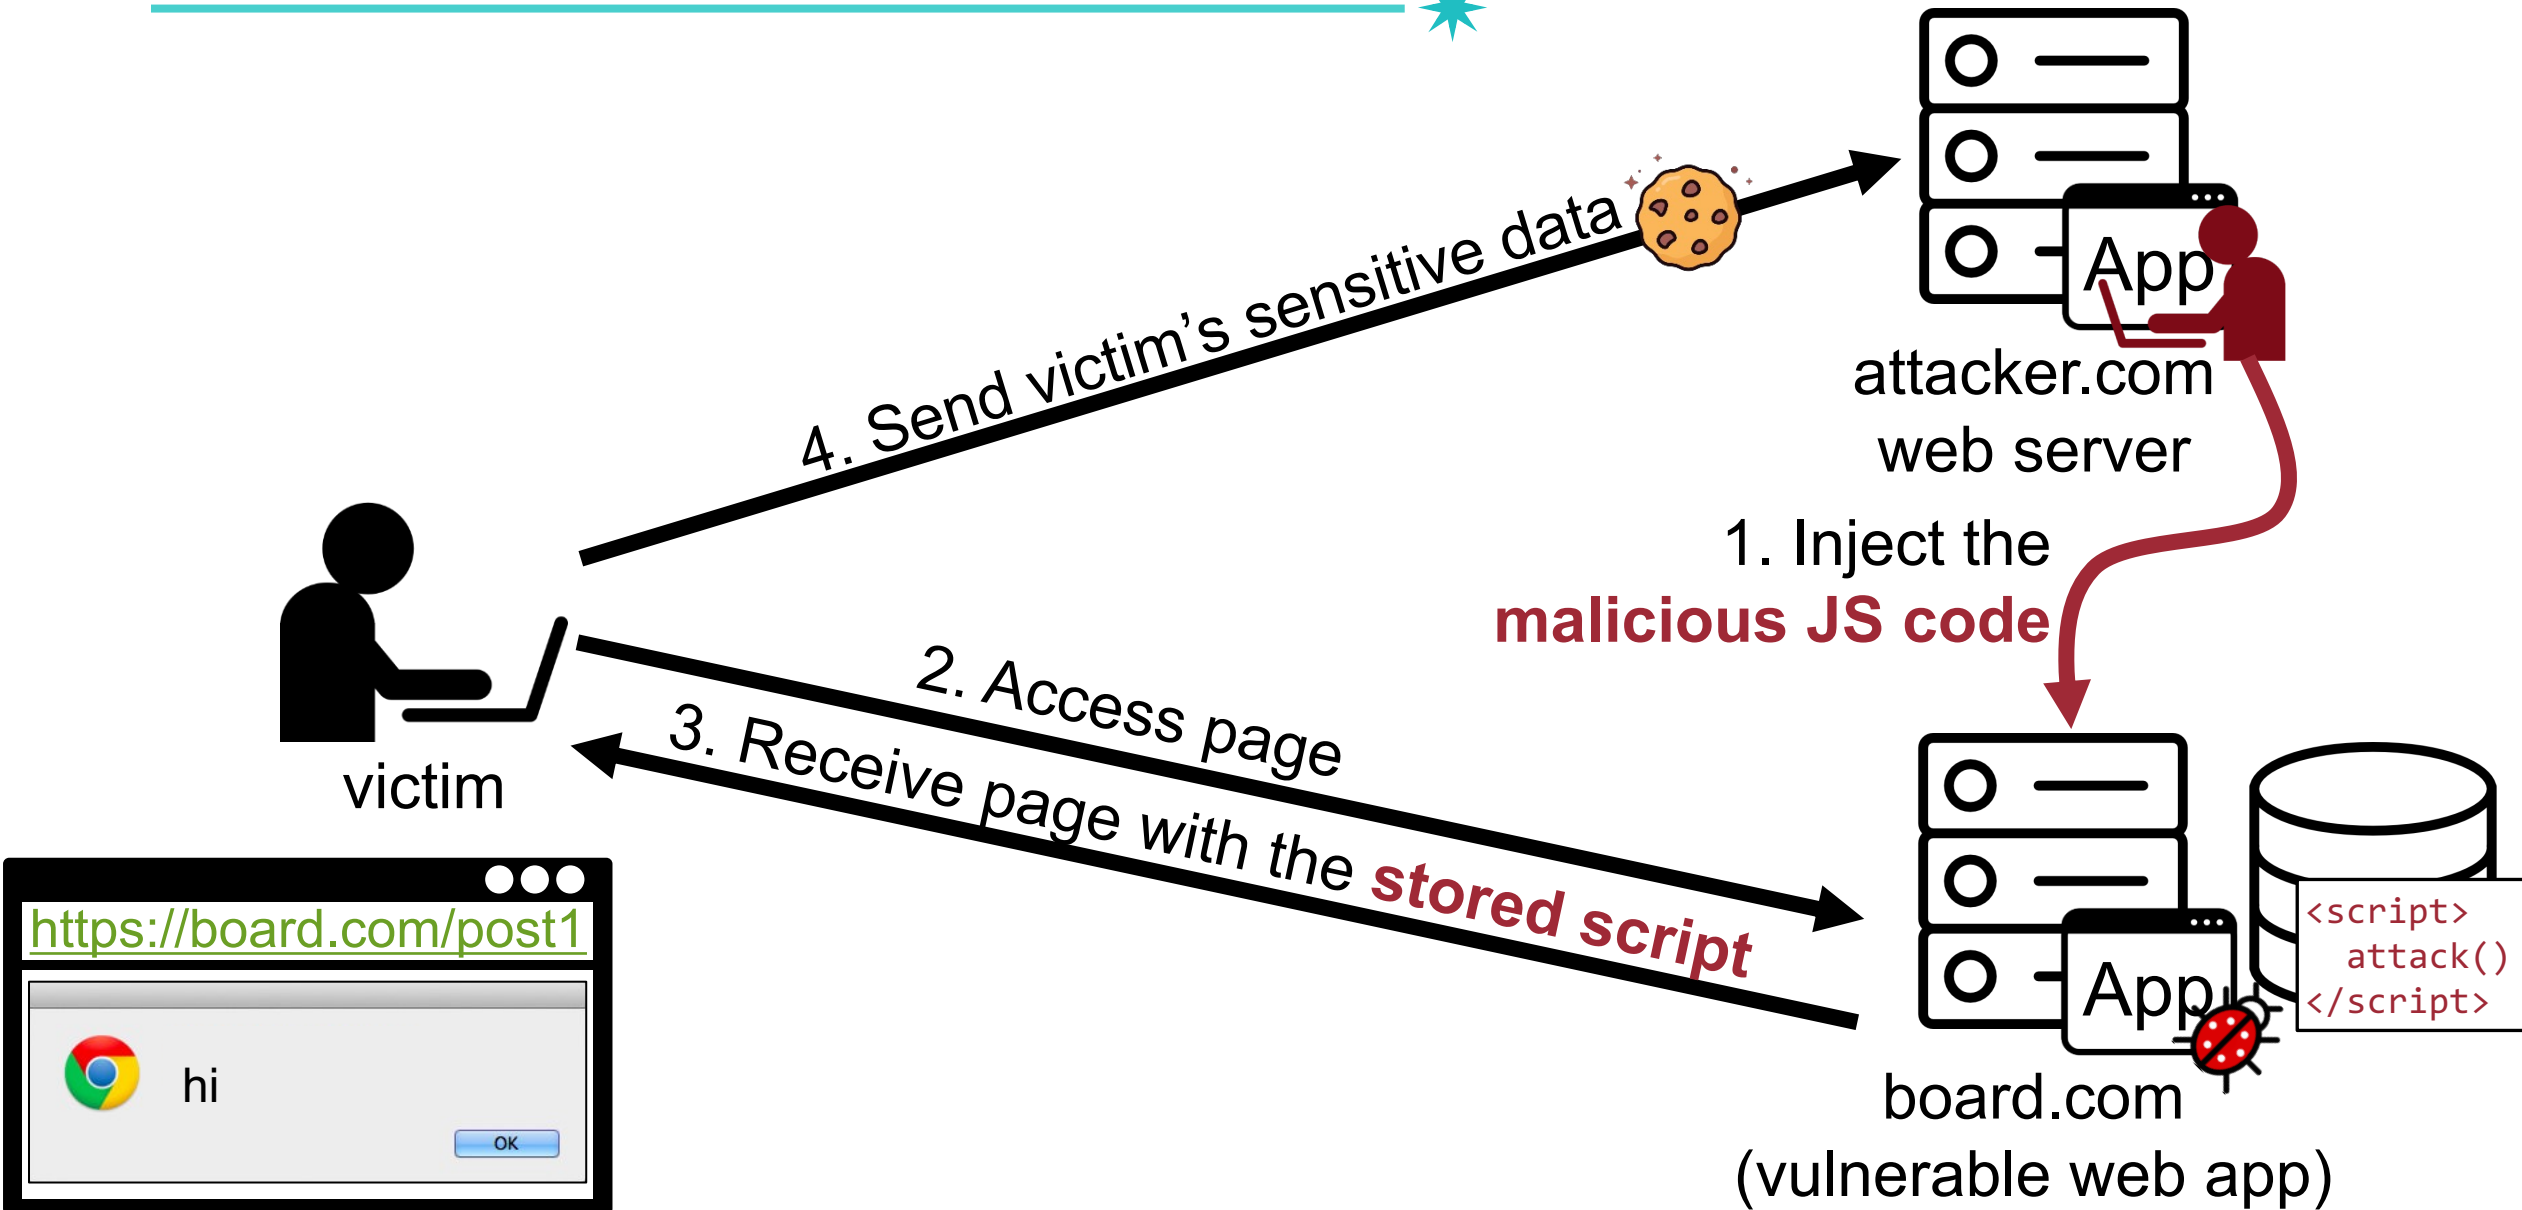 App
attacker.com
web server
4. Send victim’s sensitive data
1. Inject the
malicious JS code
2. Access page
3. Receive page with the stored script
victim
https://board.com/post1
hi
OK
<script>
attack()
</script>
App
board.com
(vulnerable web app)